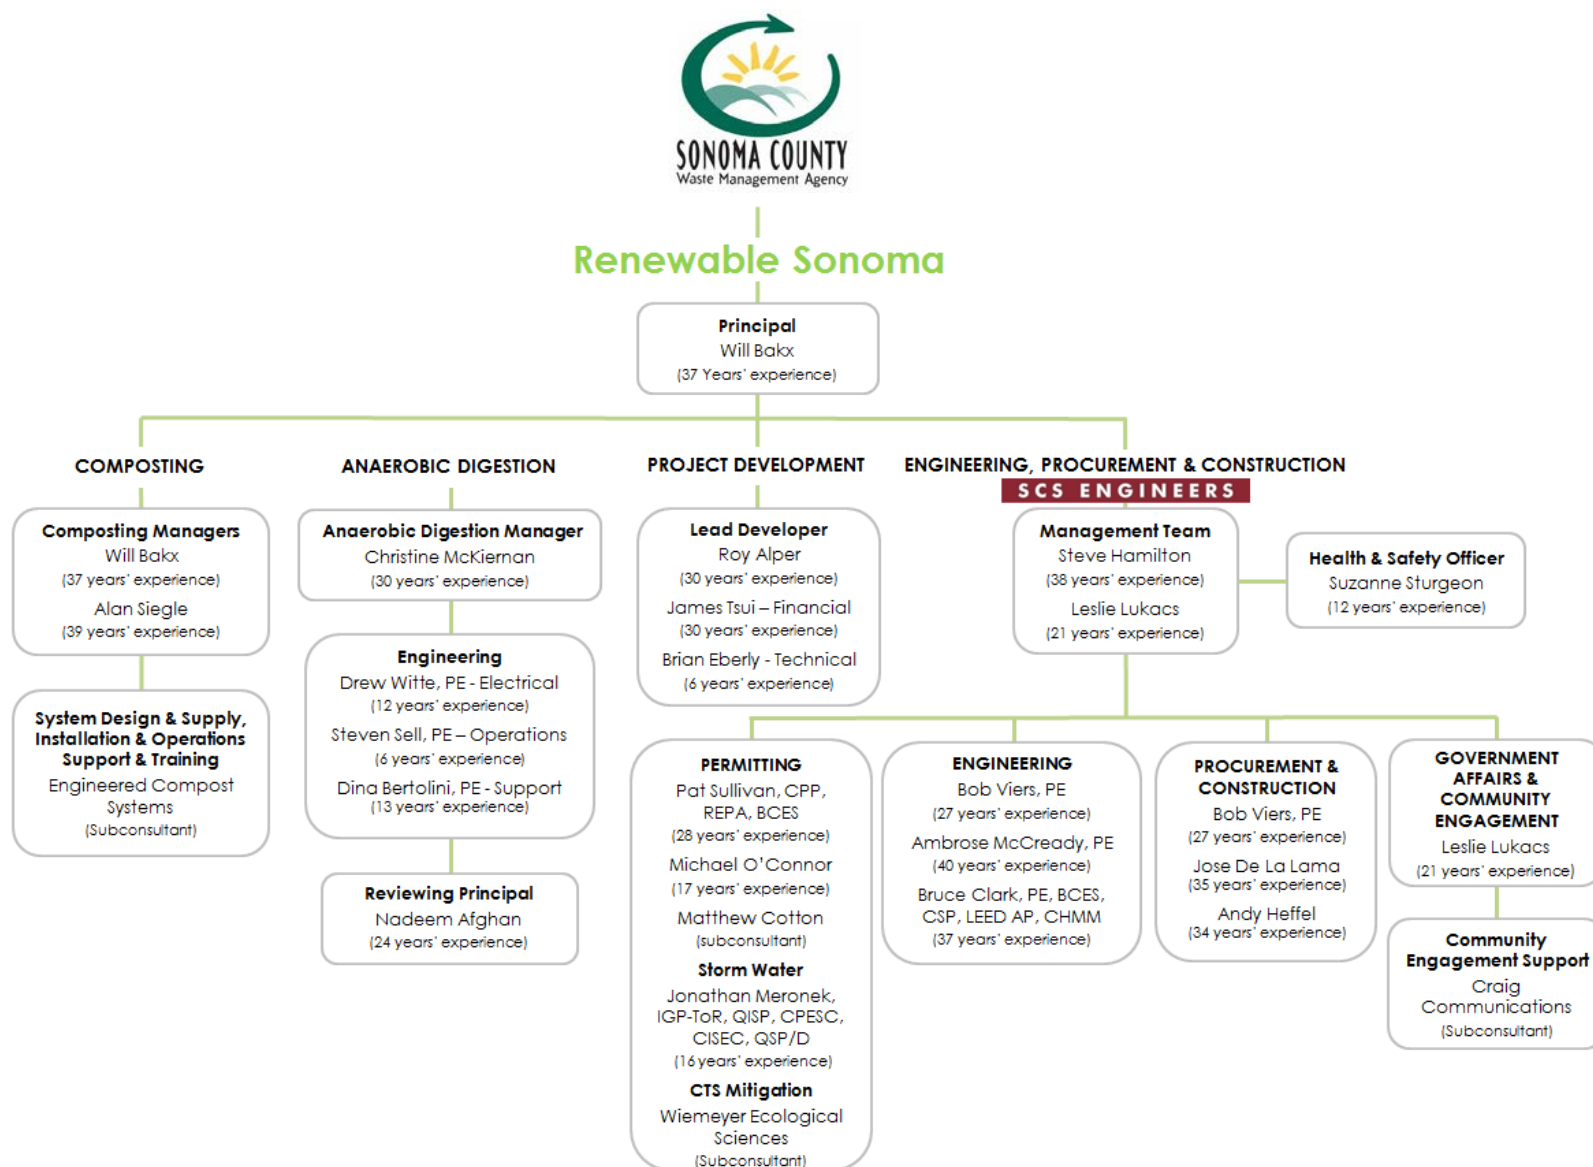 SONOMA COUNTY
Waste Management Agency
Renewable Sonoma
Principal
Will Bakx
(37 Years' experience)
COMPOSTING
Composting Managers
Will Bakx
(37 years' experience)
Alan Siegle
(39 years' experience)
System Design & Supply,
Installation & Operations
Support & Training
Engineered Compost
Systems
(Subconsultant)
ANAEROBIC DIGESTION
Anaerobic Digestion Manager
Christine McKiernan
(30 years' experience)
Engineering
Drew Witte, PE - Electrical
(12 years' experience)
Steven Sell, PE – Operations
(6 years' experience)
Dina Bertolini, PE - Support
(13 years' experience)
Reviewing Principal
Nadeem Afghan
(24 years' experience)
PROJECT DEVELOPMENT
Lead Developer
Roy Alper
(30 years' experience)
James Tsui – Financial
(30 years' experience)
Brian Eberly - Technical
(6 years' experience)
ENGINEERING, PROCUREMENT & CONSTRUCTION
SCS ENGINEERS
Management Team
Steve Hamilton
(38 years' experience)
Leslie Lukacs
(21 years' experience)
Health & Safety Officer
Suzanne Sturgeon
(12 years' experience)
PERMITTING
Pat Sullivan, CPP,
REPA, BCES
(28 years' experience)
Michael O'Connor
(17 years' experience)
Matthew Cotton
(subconsultant)
Storm Water
Jonathan Meronek,
IGP-ToR, QISP, CPESC,
CISEC, QSP/D
(16 years' experience)
CTS Mitigation
Wiemeyer Ecological
Sciences
(Subconsultant)
ENGINEERING
Bob Viers, PE
(27 years' experience)
Ambrose McCready, PE
(40 years' experience)
Bruce Clark, PE, BCES,
CSP, LEED AP, CHMM
(37 years' experience)
PROCUREMENT &
CONSTRUCTION
Bob Viers, PE
(27 years' experience)
Jose De La Lama
(35 years' experience)
Andy Heffel
(34 years' experience)
GOVERNMENT
AFFAIRS &
COMMUNITY
ENGAGEMENT
Leslie Lukacs
(21 years' experience)
Community
Engagement Support
Craig
Communications
(Subconsultant)